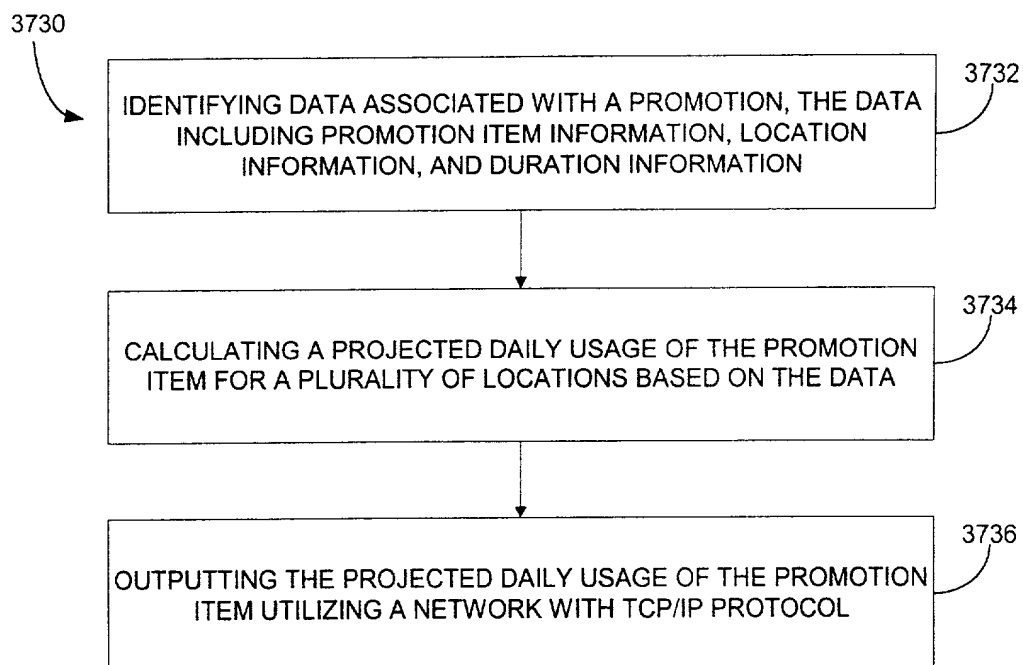 3730
3732
IDENTIFYING DATA ASSOCIATED WITH A PROMOTION, THE DATA
INCLUDING PROMOTION ITEM INFORMATION, LOCATION
INFORMATION, AND DURATION INFORMATION
3734
CALCULATING A PROJECTED DAILY USAGE OF THE PROMOTION
ITEM FOR A PLURALITY OF LOCATIONS BASED ON THE DATA
3736
OUTPUTTING THE PROJECTED DAILY USAGE OF THE PROMOTION
ITEM UTILIZING A NETWORK WITH TCP/IP PROTOCOL